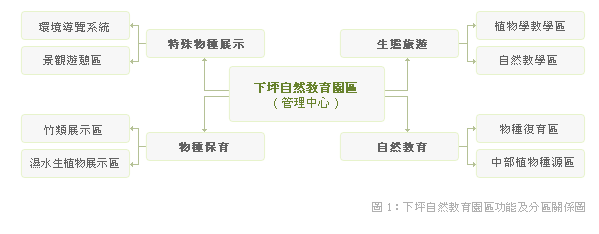 環境導覽系統
植物學教學區
特殊物種展示
生態旅遊
景觀遊憩區
自然教學區
下坪自然教育園區
(管理中心)
竹類展示區
物種復育區
物種保育
自然教育
濕水生植物展示區
中部植物種源區
圖 1：下坪自然教育園區功能及分區關係圖